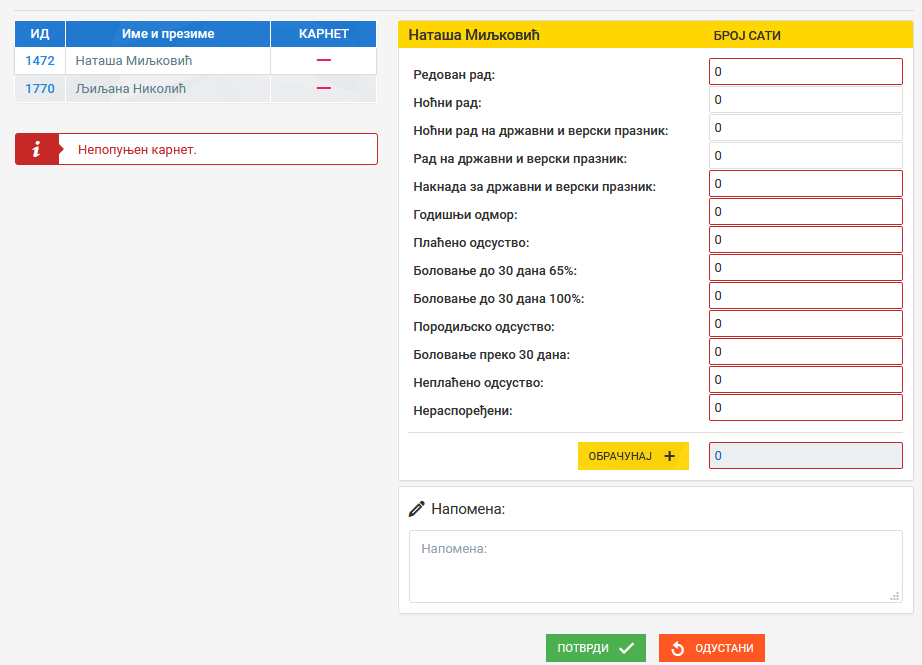 ИД Име и презиме КАРНЕТ
1472 Наташа Миљковић —
1770 Љиљана Николић —
i Непопуњен карнет.
Наташа Миљковић БРОЈ САТИ
Редован рад: 0
Ноћни рад: 0
Ноћни рад на државни и верски празник: 0
Рад на државни и верски празник: 0
Накнада за државни и верски празник: 0
Годишњи одмор: 0
Плаћено одсуство: 0
Боловање до 30 дана 65%: 0
Боловање до 30 дана 100%: 0
Породиљско одсуство: 0
Боловање преко 30 дана: 0
Неплаћено одсуство: 0
Нераспоређени: 0
ОБРАЧУНАЈ + 0
Напомена:
Напомена:
ПОТВРДИ ОДУСТАНИ